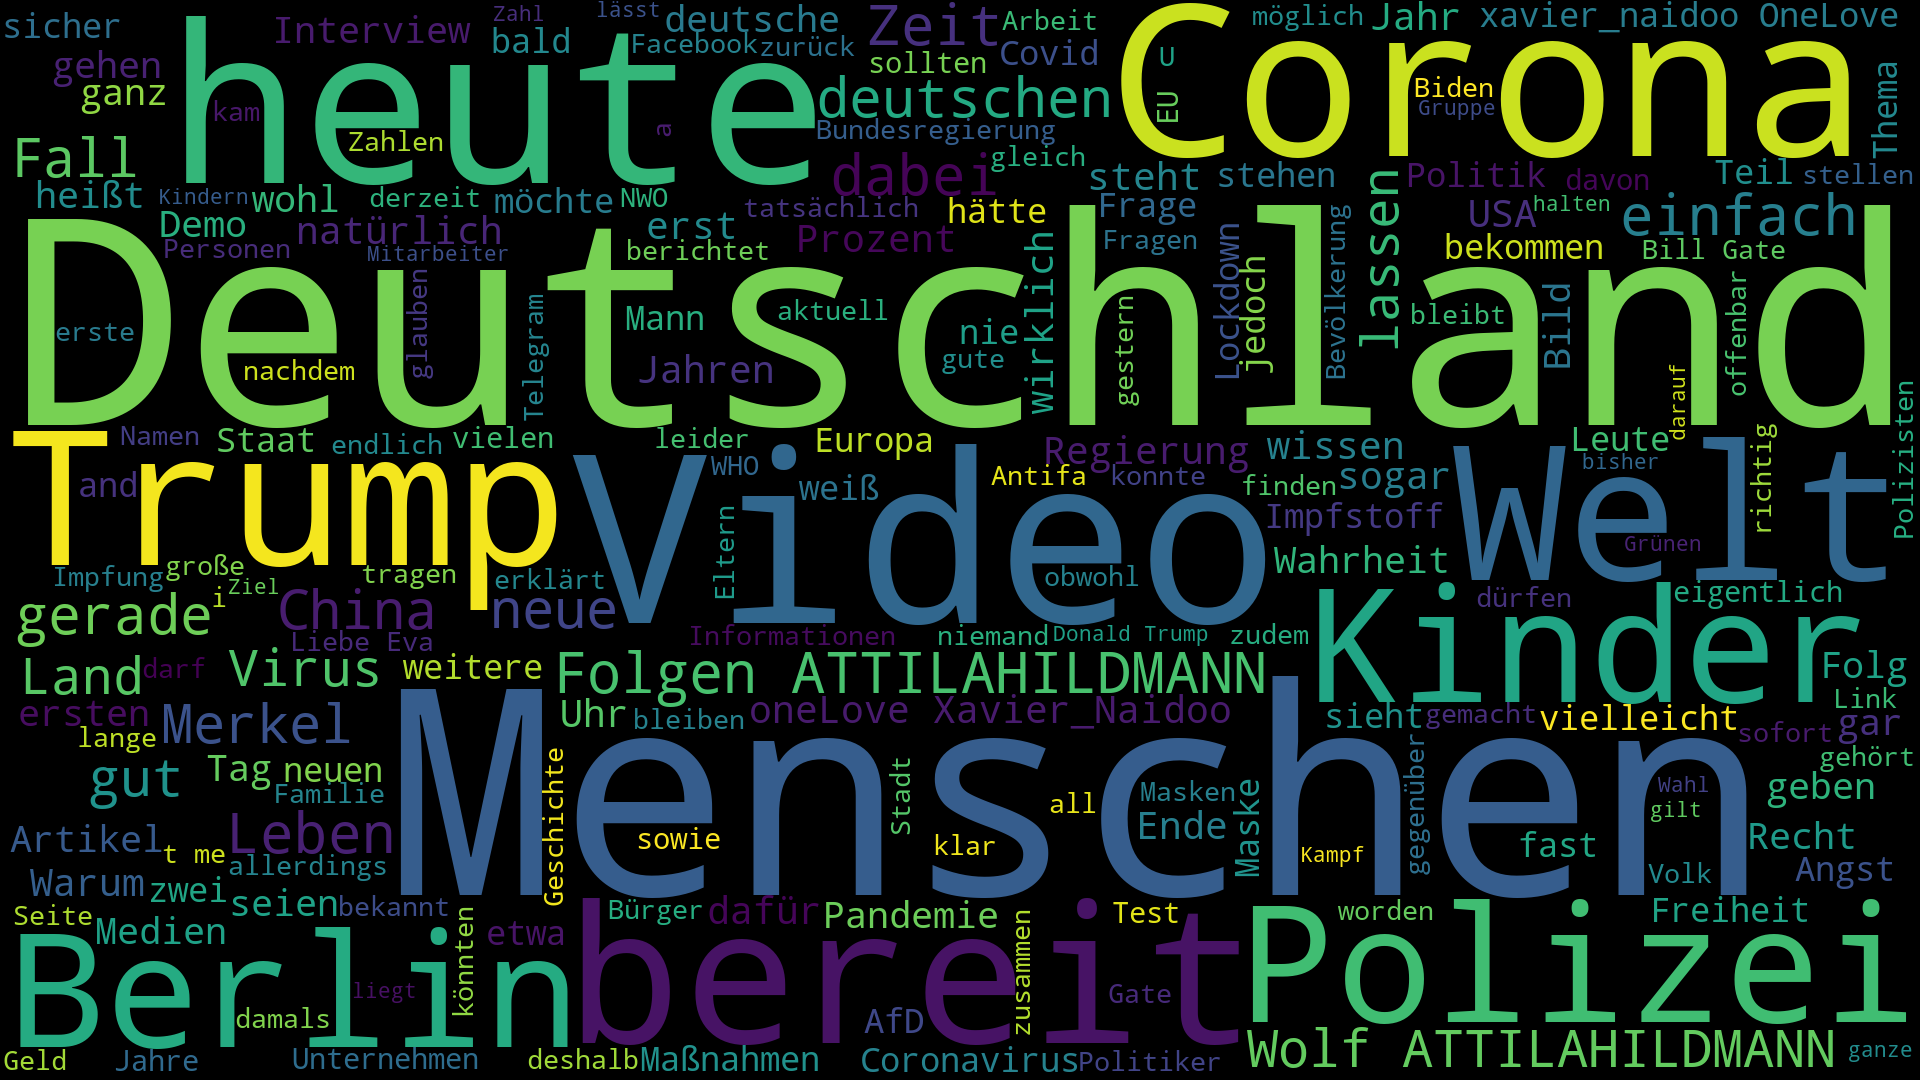 sicher
Interview
Zahl
lässt
deutsche
Zeit
Arbeit
möglich
Jahr
xavier_naidoo OneLove
gehen
bald
Facebook
zurück
sollten
Covid
U
Corona
Thema
ganz
heute
kam
Zahlen
a
deutschen
EU
Biden
Gruppe
Fall
Bundesregierung
gleich
heißt
Kindern
wohl
derzeit
möchte
NWO
dabei
steht
stehen
Politik
davon
Teil
stellen
Demo
natürlich
erst
tatsächlich
hätte
Frage
USA
halten
einfach
Personen
Mitarbeiter
berichtet
Prozent
Fragen
lassen
bekommen
Bill Gate
Deutschland
erste
glauben
Telegram
Mann
aktuell
nie
wirklich
gestern
Lockdown
jedoch
Bevölkerung
bleibt
Bild
offenbar
nachdem
Jahren
gute
darauf
Polizisten
Namen
Staat
endlich
vielen
leider
Europa
Regierung
wissen
Leute
Trump
and
Video
WHO
weiß
Antifa
konnte
finden
sogar
Welt
bisher
richtig
Impfstoff
Grünen
Eltern
Wahrheit
Impfung
große
tragen
erklärt
obwohl
i
Ziel
gerade
China
neue
Kinder
dürfen
eigentlich
Liebe Eva
Informationen
niemand
Donald Trump
zudem
Land
darf
Virus
weitere
Folgen ATTILAHILDMANN
Folg
Link
ersten
Merkel
Uhr
bleiben
oneLove Xavier_Naidoo
sieht
gemacht
vielleicht
sofort
gar
lange
gehört
gut
Tag
neuen
Menschen
Familie
Geschichte
Stadt
all
Masken
Maske
gegenüber
Wahl
geben
gilt
Artikel
Leben
sowie
klar
Ende
Kampf
fast
Recht
t me
allerdings
Warum
zwei
Volk
Angst
Seite
seien
bekannt
Bürger
dafür
Pandemie
Test
worden
Freiheit
Medien
könnten
etwa
bereit
zusammen
Polizei
Berlin
liegt
Gate
damals
AfD
Geld
Jahre
Unternehmen
deshalb
Maßnahmen
Coronavirus
Politiker
Wolf ATTILAHILDMANN
ganze